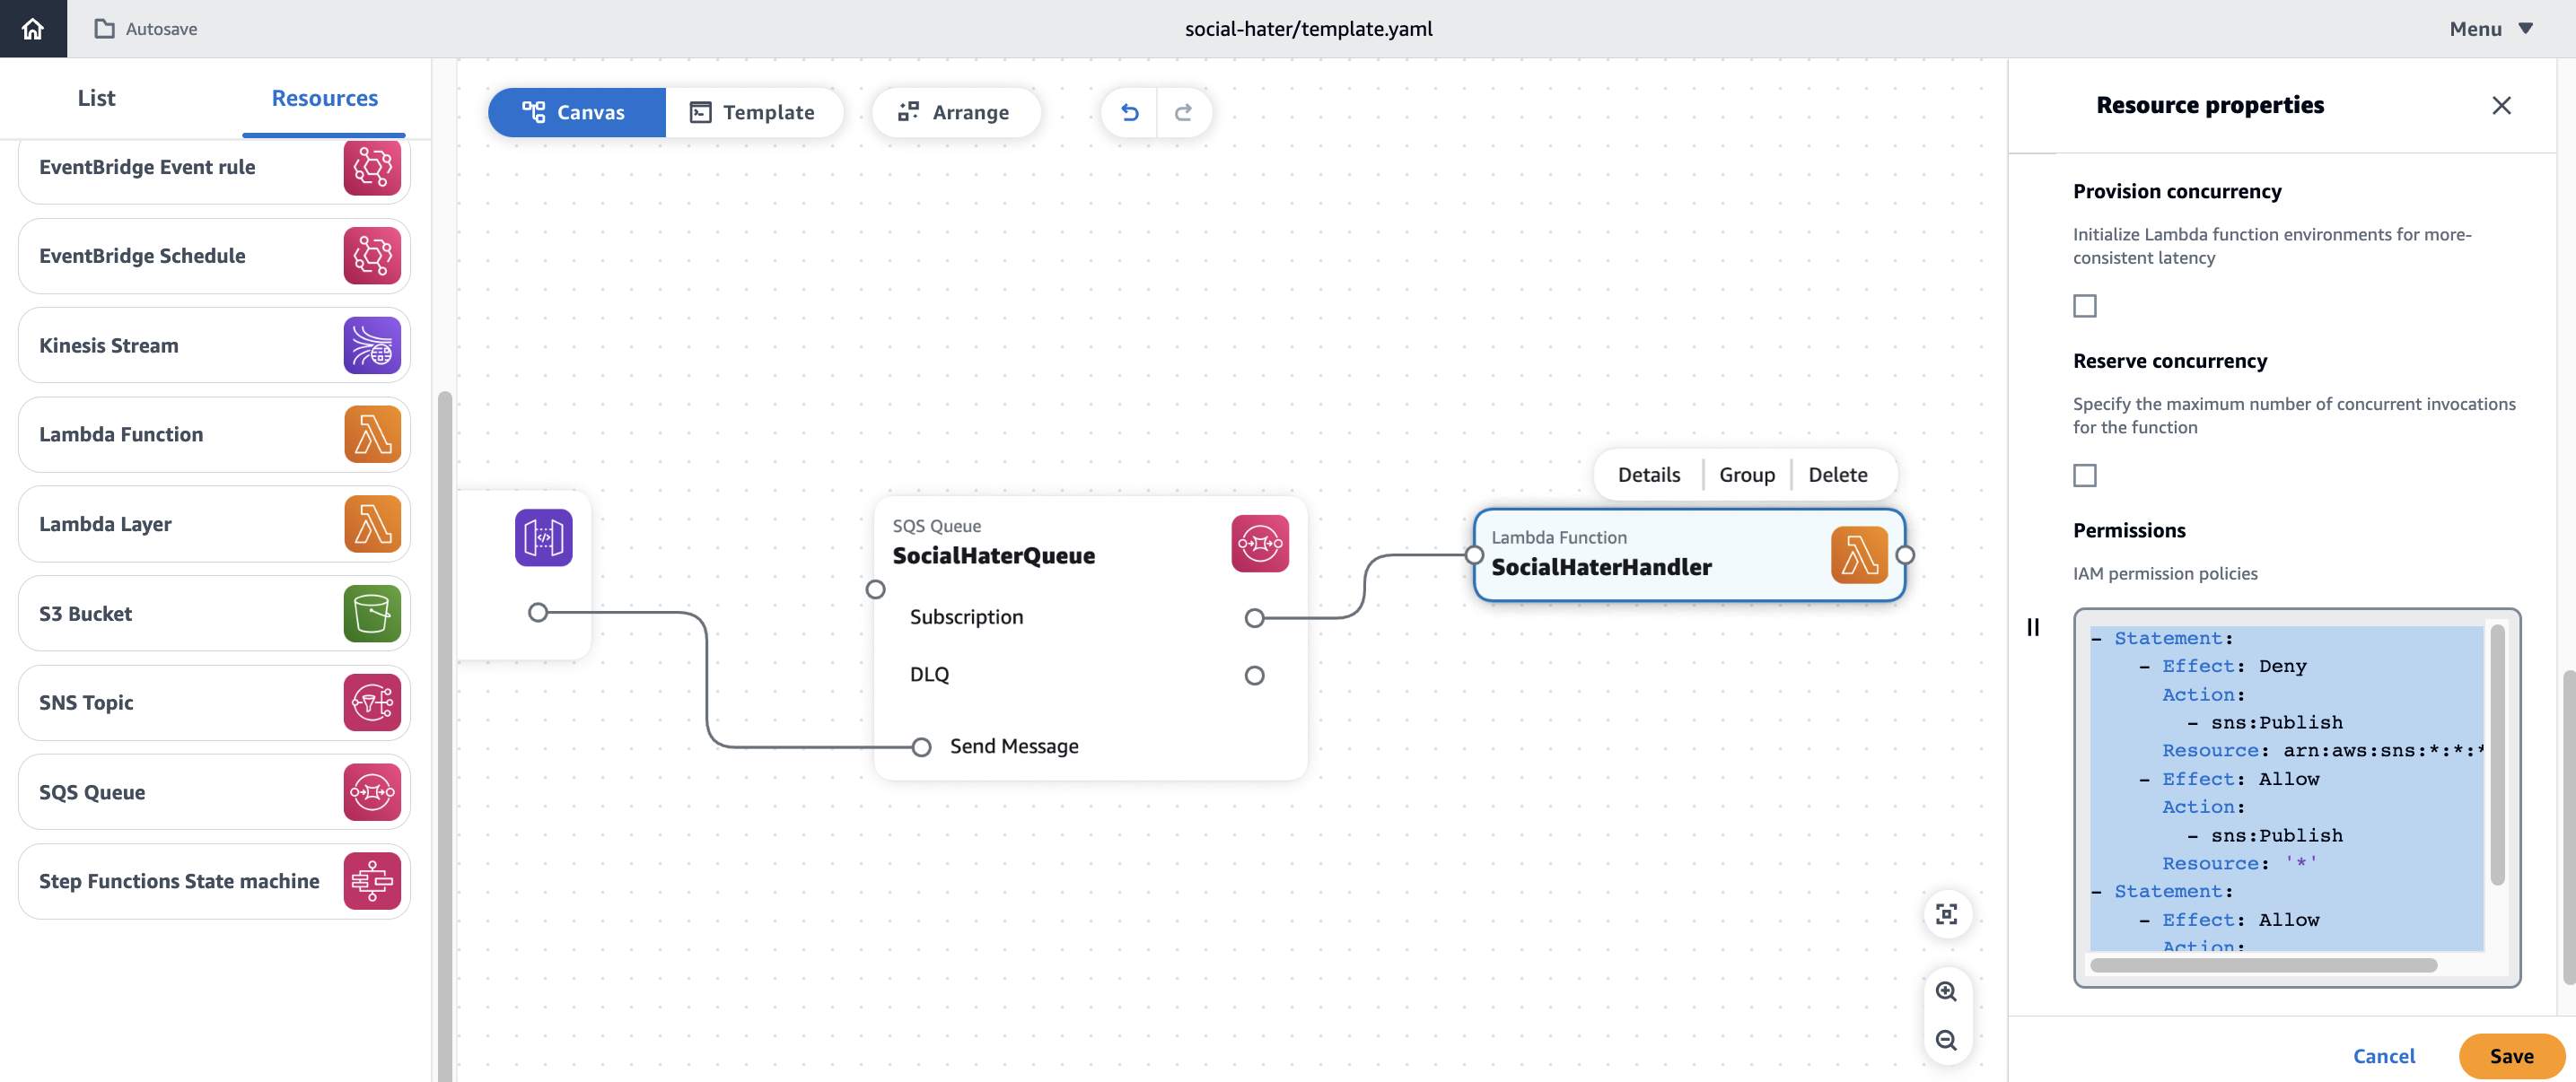 Autosave
social-hater/template.yaml
Menu
List
Resources
EventBridge Event rule
EventBridge Schedule
Kinesis Stream
Lambda Function
Lambda Layer
S3 Bucket
SNS Topic
SQS Queue
Step Functions State machine
Canvas
Template
Arrange
SQS Queue
SocialHaterQueue
Subscription
DLQ
Send Message
Details
Group
Delete
Lambda Function
SocialHaterHandler
Resource properties
Provision concurrency
Initialize Lambda function environments for more-
consistent latency
Reserve concurrency
Specify the maximum number of concurrent invocations
for the function
Permissions
IAM permission policies
- Statement:
- Effect: Deny
Action:
- sns:Publish
Resource: arn:aws:sns:*:*:*
- Effect: Allow
Action:
- sns:Publish
Resource: '*'
- Statement:
- Effect: Allow
Action:
Cancel
Save